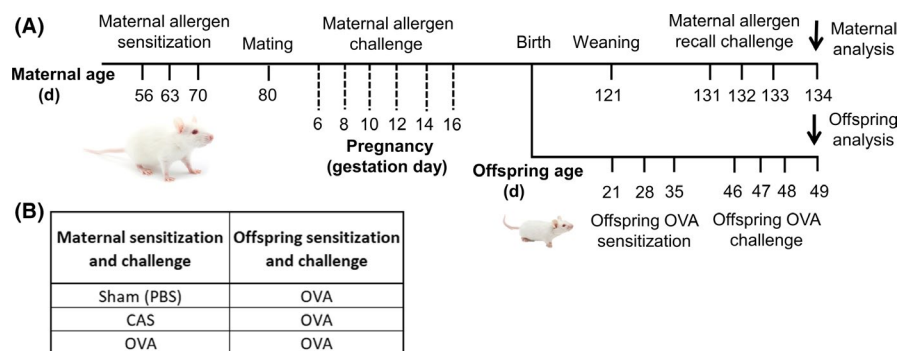 (A)
Maternal allergen
sensitization
Mating
Maternal allergen
challenge
Birth
Weaning
Maternal allergen
recall challenge
Maternal
analysis
Maternal age
(d)
56 63 70
80
6 8 10 12 14 16
121
131 132 133
134
Pregnancy
(gestation day)
Offspring
analysis
Offspring age
(d)
21 28 35
46 47 48 49
Offspring OVA
sensitization
Offspring OVA
challenge
(B)
Maternal sensitization
and challenge
Offspring sensitization
and challenge
Sham (PBS) OVA
CAS OVA
OVA OVA